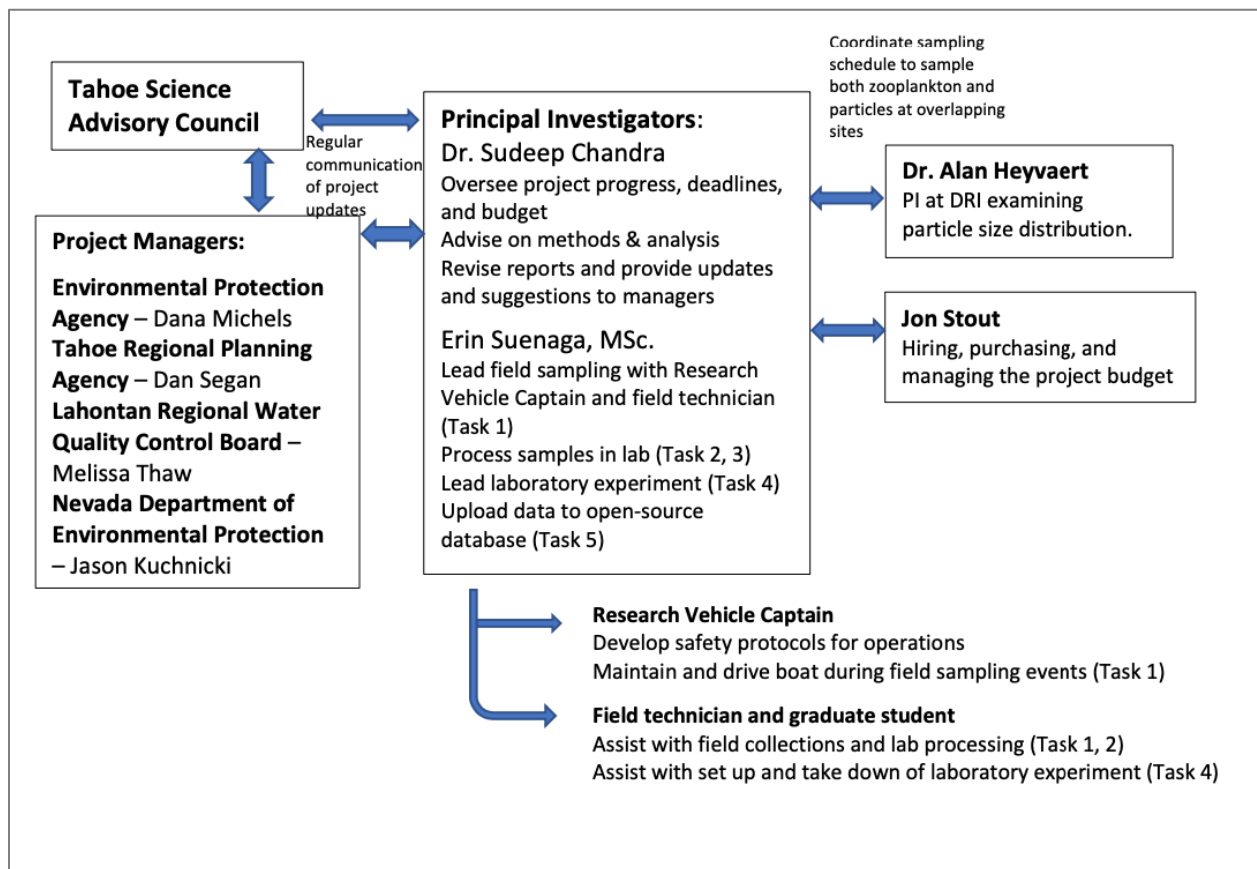 Tahoe Science
Advisory Council
Regular
communication
of project
updates
Project Managers:
Environmental Protection
Agency – Dana Michels
Tahoe Regional Planning
Agency – Dan Segan
Lahontan Regional Water
Quality Control Board –
Melissa Thaw
Nevada Department of
Environmental Protection
– Jason Kuchnicki
Principal Investigators:
Dr. Sudeep Chandra
Oversee project progress, deadlines,
and budget
Advise on methods & analysis
Revise reports and provide updates
and suggestions to managers
Erin Suenaga, MSc.
Lead field sampling with Research
Vehicle Captain and field technician
(Task 1)
Process samples in lab (Task 2, 3)
Lead laboratory experiment (Task 4)
Upload data to open-source
database (Task 5)
Coordinate sampling
schedule to sample
both zooplankton and
particles at overlapping
sites
Dr. Alan Heyvaert
PI at DRI examining
particle size distribution.
Jon Stout
Hiring, purchasing, and
managing the project budget
Research Vehicle Captain
Develop safety protocols for operations
Maintain and drive boat during field sampling events (Task 1)
Field technician and graduate student
Assist with field collections and lab processing (Task 1, 2)
Assist with set up and take down of laboratory experiment (Task 4)